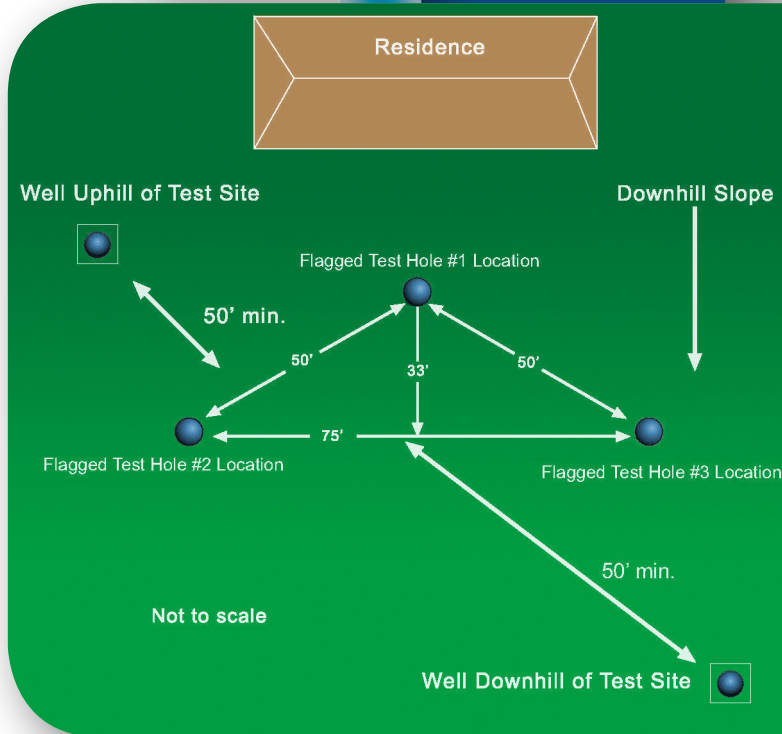 Residence
Well Uphill of Test Site
Downhill Slope
Flagged Test Hole #1 Location
50’ min.
50’
33’
50’
75’
Flagged Test Hole #2 Location
Flagged Test Hole #3 Location
50’ min.
Not to scale
Well Downhill of Test Site